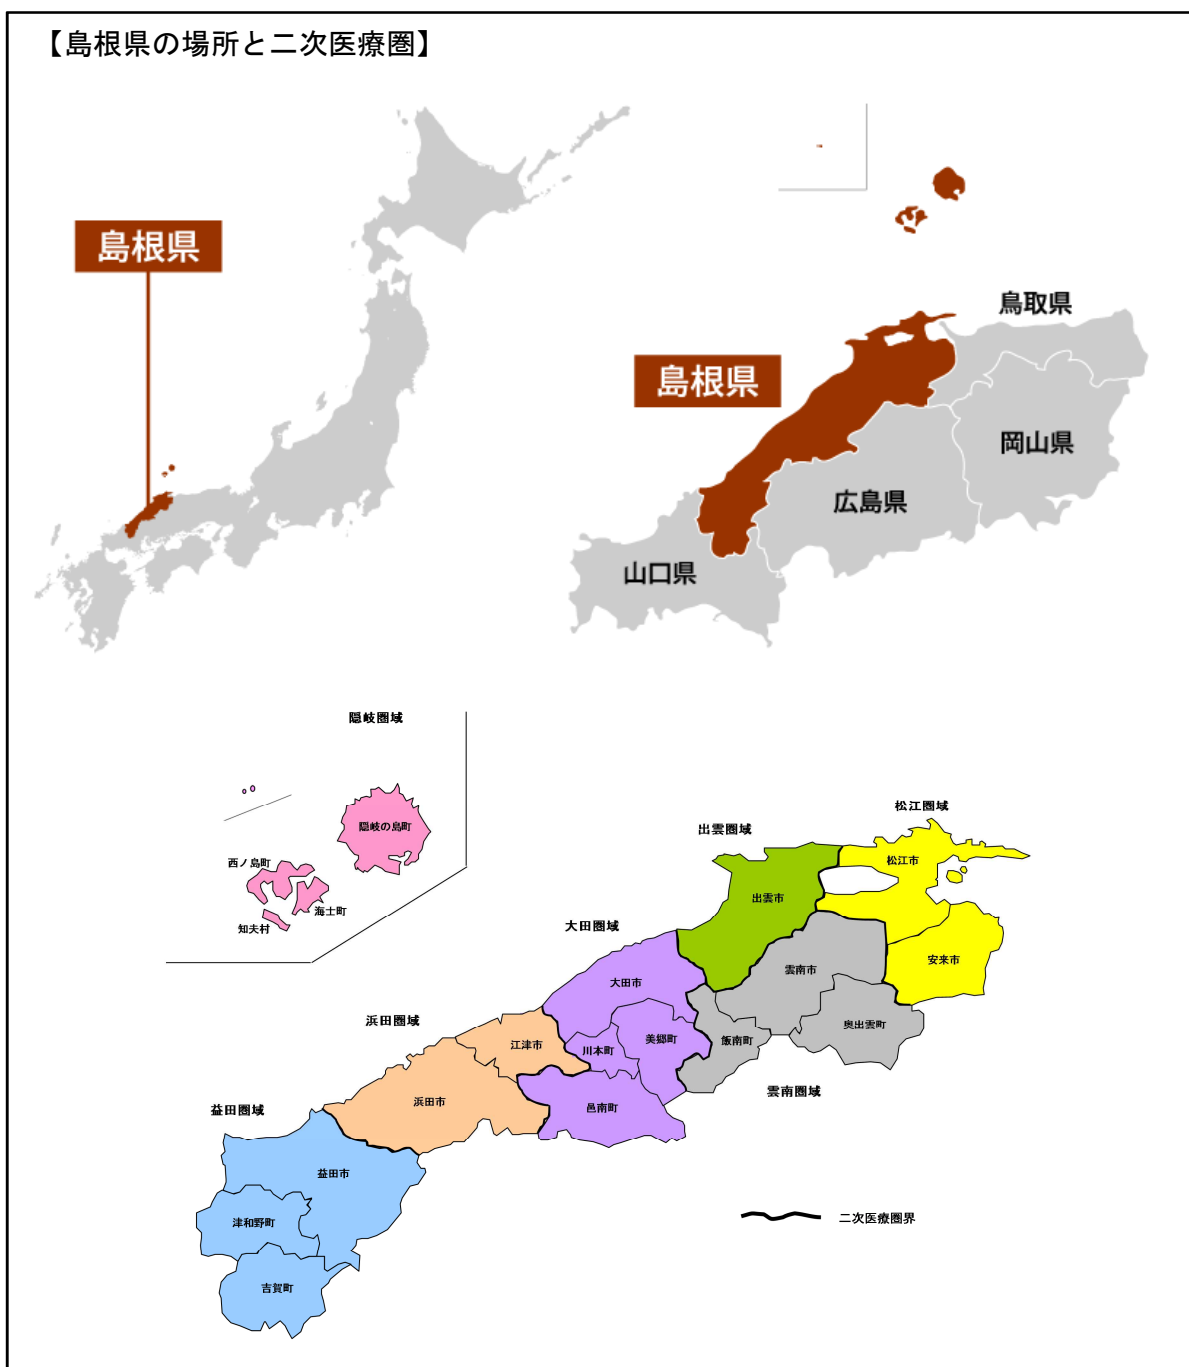 【島根県の場所と二次医療圏】
島根県
鳥取県
島根県
岡山県
広島県
山口県
隠岐圏域
隠岐の島町
西ノ島町
海士町
知夫村
松江圏域
出雲圏域
松江市
出雲市
大田圏域
安来市
雲南市
大田市
浜田圏域
奥出雲町
江津市
川本町
美郷町
飯南町
雲南圏域
浜田市
邑南町
益田圏域
益田市
津和野町
二次医療圏界
吉賀町